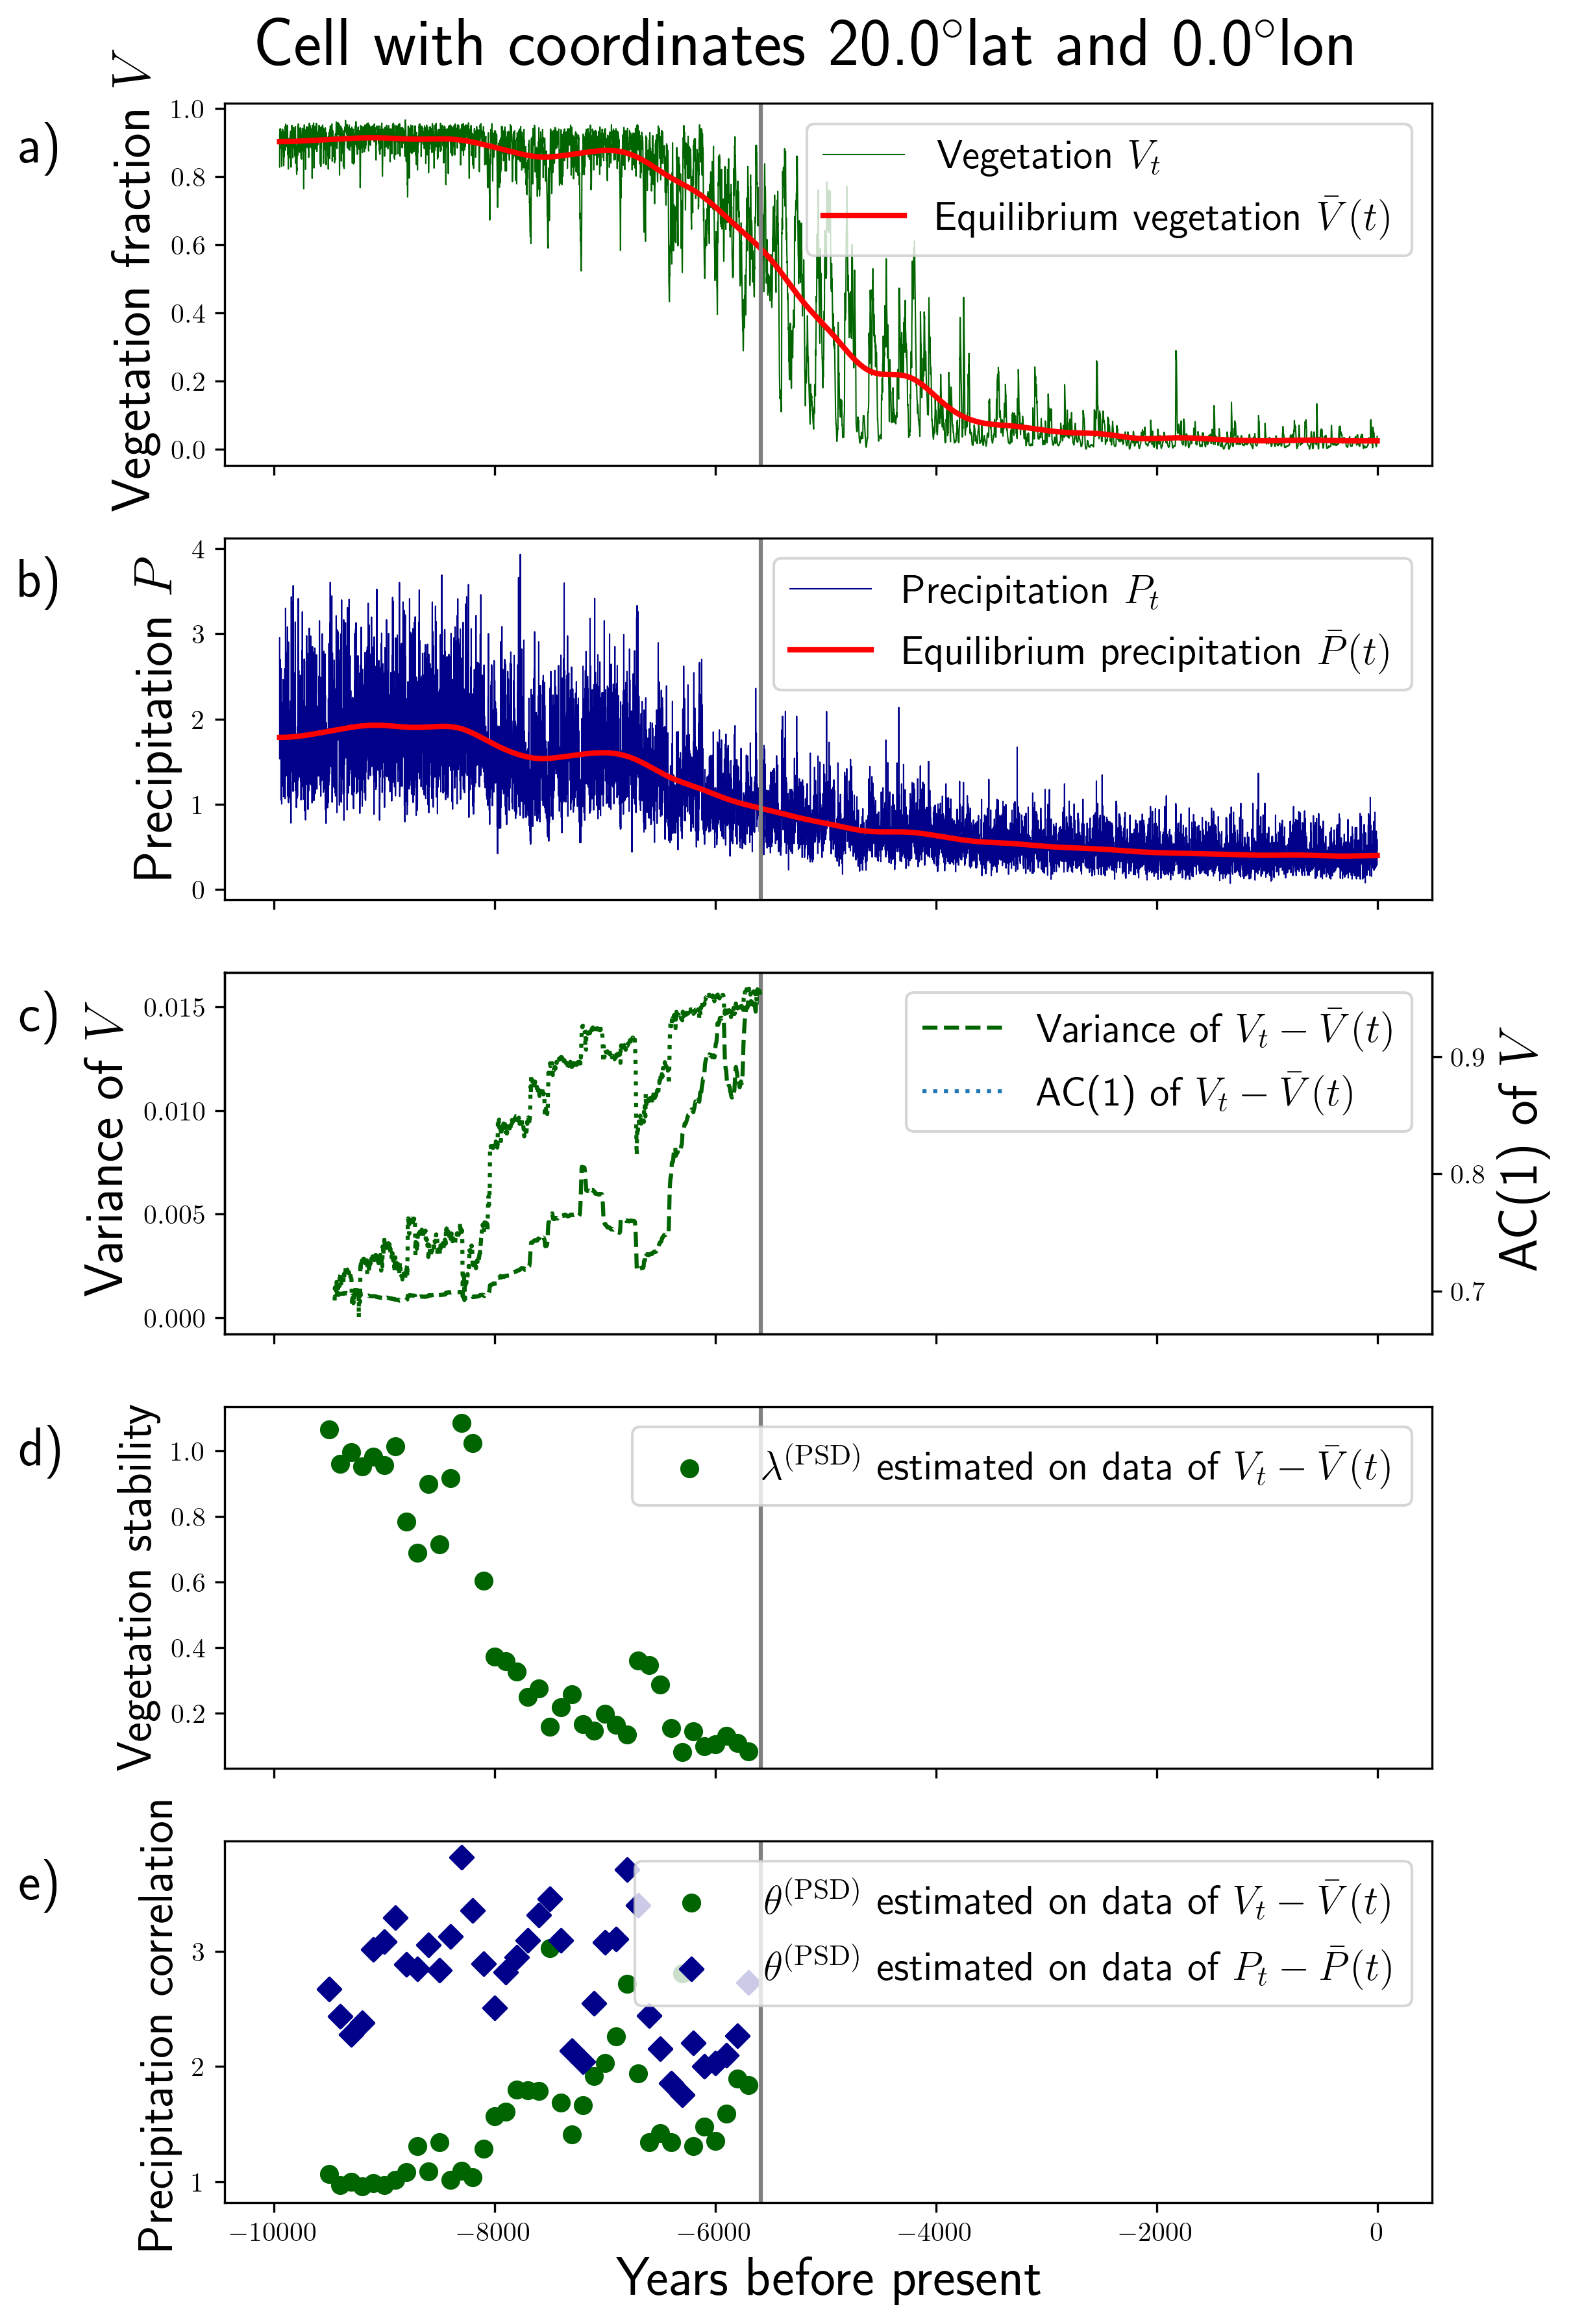 Cell with coordinates 20.0°lat and 0.0°lon
a)
Vegetation fraction V
1.0
0.8
0.6
0.4
0.2
0.0
Vegetation V_t
Equilibrium vegetation V̄(t)
b)
Precipitation P
4
3
2
1
0
Precipitation P_t
Equilibrium precipitation P̄(t)
c)
Variance of V
0.015
0.010
0.005
0.000
Variance of V_t − V̄(t)
AC(1) of V_t − V̄(t)
0.9
0.8
0.7
AC(1) of V
d)
Vegetation stability
1.0
0.8
0.6
0.4
0.2
λ^(PSD) estimated on data of V_t − V̄(t)
e)
Precipitation correlation
3
2
1
θ^(PSD) estimated on data of V_t − V̄(t)
θ^(PSD) estimated on data of P_t − P̄(t)
−10000 −8000 −6000 −4000 −2000 0
Years before present